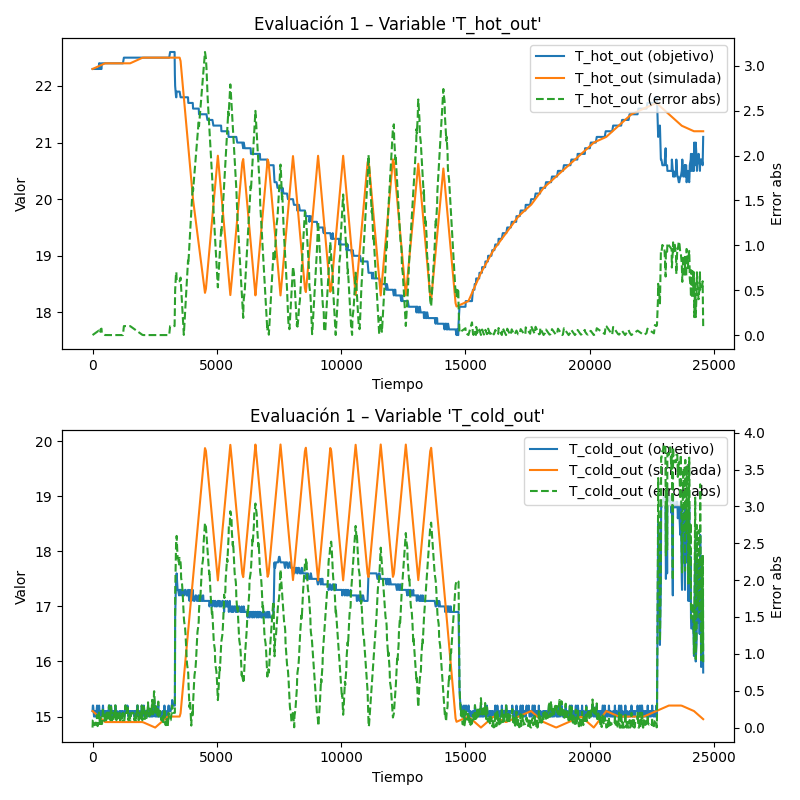 Evaluación 1 – Variable 'T_hot_out'
T_hot_out (objetivo)
T_hot_out (simulada)
T_hot_out (error abs)
22
21
20
19
18
Valor
3.0
2.5
2.0
1.5
1.0
0.5
0.0
Error abs
0 5000 10000 15000 20000 25000
Tiempo
Evaluación 1 – Variable 'T_cold_out'
T_cold_out (objetivo)
T_cold_out (simulada)
T_cold_out (error abs)
20
19
18
17
16
15
Valor
4.0
3.5
3.0
2.5
2.0
1.5
1.0
0.5
0.0
Error abs
0 5000 10000 15000 20000 25000
Tiempo